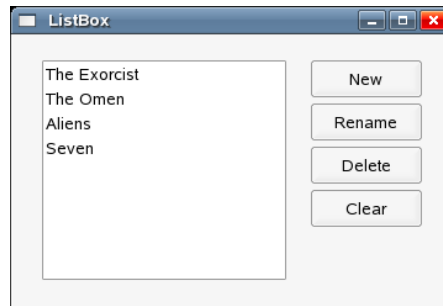 ListBox
The Exorcist
The Omen
Aliens
Seven
New
Rename
Delete
Clear